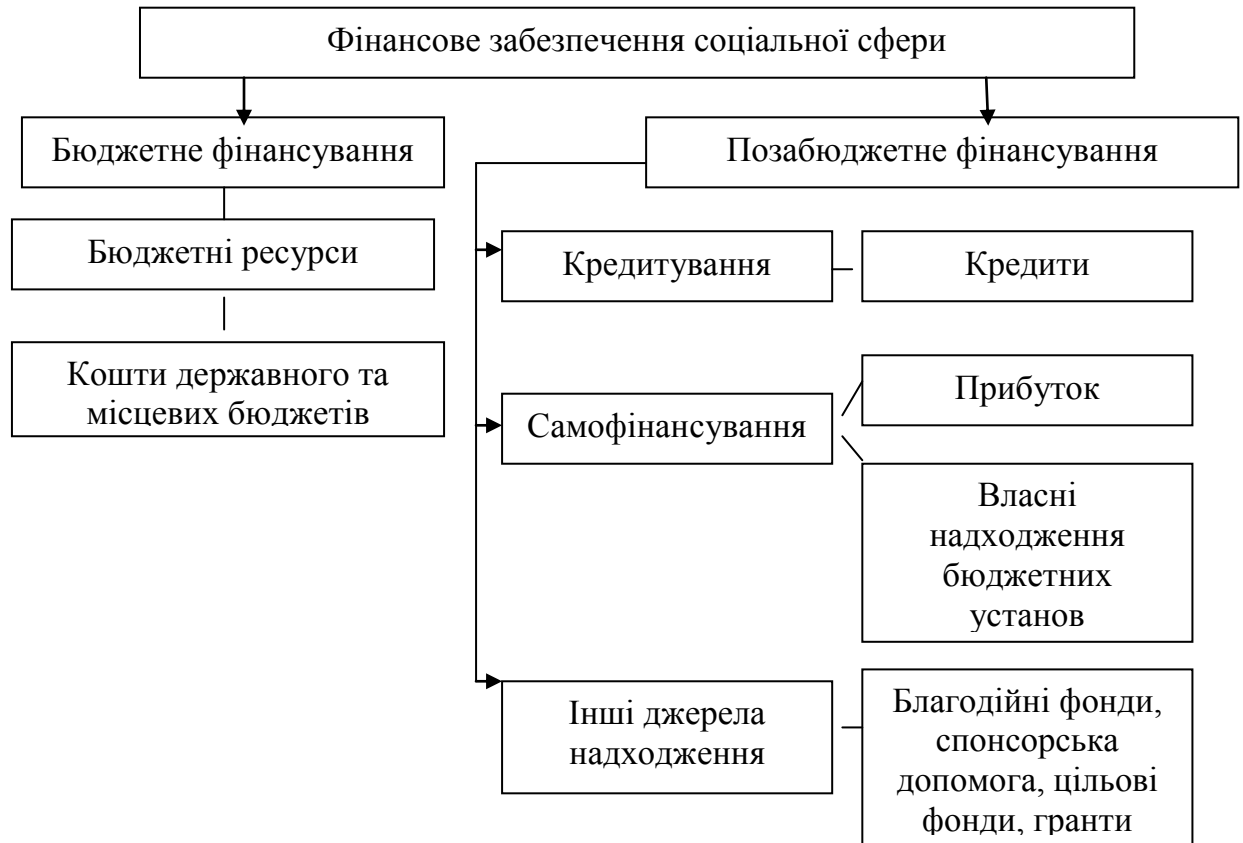 Фінансове забезпечення соціальної сфери
Бюджетне фінансування
Позабюджетне фінансування
Бюджетні ресурси
Кредитування
Кредити
Кошти державного та
місцевих бюджетів
Самофінансування
Прибуток
Власні
надходження
бюджетних
установ
Інші джерела
надходження
Благодійні фонди,
спонсорська
допомога, цільові
фонди, гранти